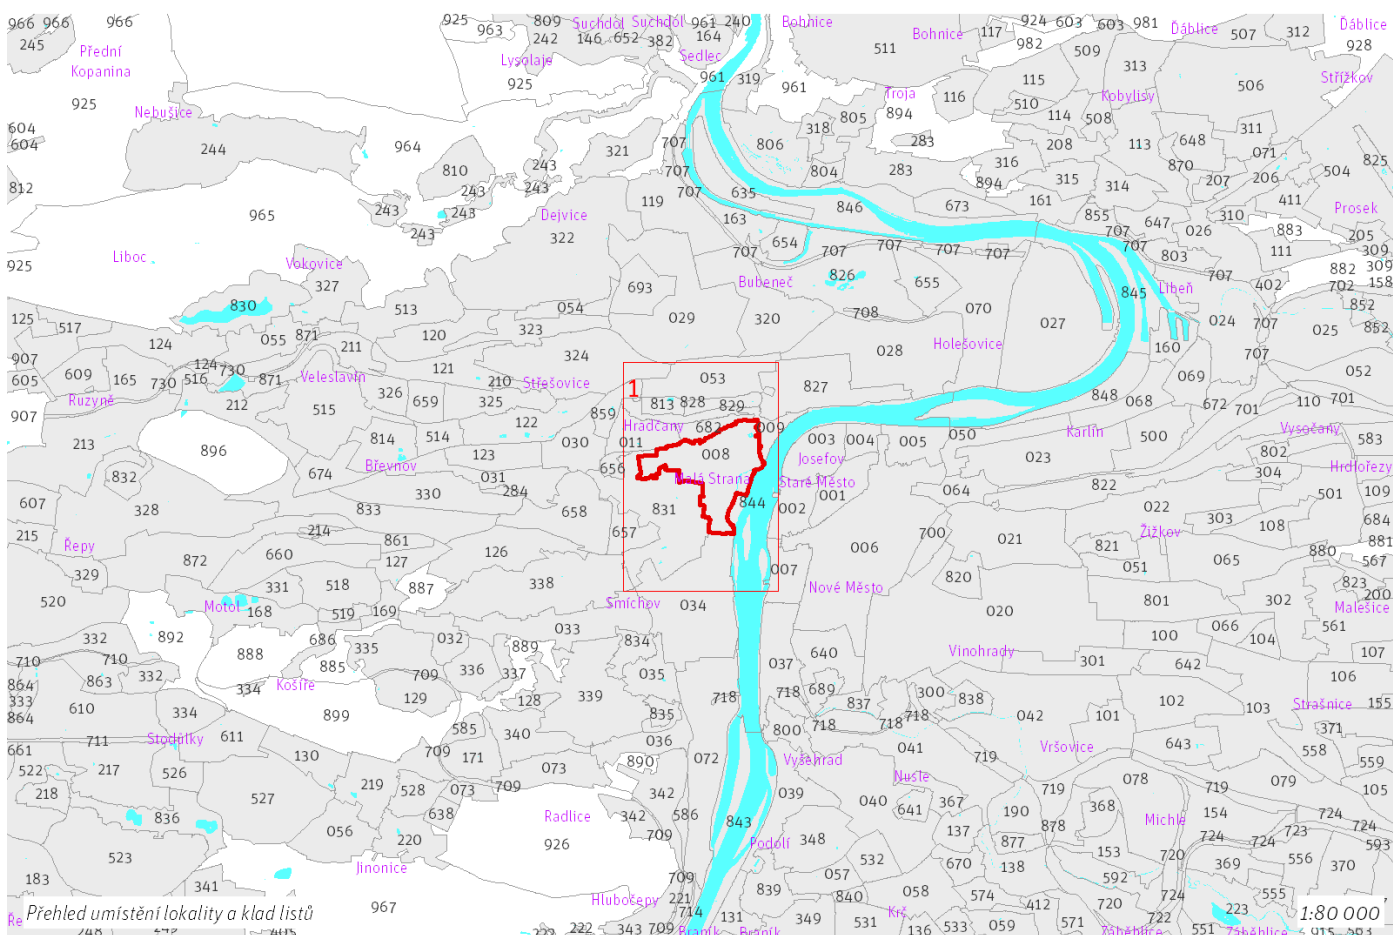 966 966 966 925 809 Suchdol Suchdol 961 240 Bohnice 924 603 603 981 Ďáblice
245 Přední Kopanina 963 242 146 652 382 164 Bohnice 117 982 509 507 312 928
Lysolaje Sedlec 511 313 Střížkov
925 925 961 319 961 Troja 116 115 Kobylisy 506
Nebušice 894 510 114 508
604 318 805 311
604 244 964 243 321 707 806 283 208 113 648 071 825
812 810 243 243 707 804 283 316 315 870 207 206 504
243 243 707 635 894 314 411
965 243 119 163 846 673 161 855 647 310 Prosek
Dejvice 322 654 707 026 883 205
Liboc 243 707 707 707 707 707 707 803 111 309
925 Vokovice 327 Bubeneč 826 655 Libeň 707 882 309
830 693 845 402 702 158
125 513 054 029 320 708 070 027 024 707 852
517 124 055 871 211 120 323 025 852
907 609 165 124 730 324 028 Holešovice 160 707
605 730 516 871 Veleslavín 121 210 Střešovice 053 827 069 052
Ruzyně 212 326 659 325 1 813 828 829 848 068 672 701 110 701
907 515 122 859 Hradčany 682 009 003 004 005 050 Karlín 500 Vysočany 583
213 896 814 514 030 011 008 Josefov 023 802
832 Břevnov 123 656 Malá Strana Staré Město 304 Hrdlořezy
674 031 284 001 064 822 501 109
607 328 330 658 831 844 002 022 303 684
215 214 833 657 700 108
Řepy 872 861 006 021 821 Žižkov 881
329 660 127 126 007 051 065 880 567
331 518 887 338 Nové Město 820 823
520 Motol 168 519 169 Smíchov 034 020 801 302 200 Malešice
332 892 686 032 033 834 066 561
888 335 889 640 100 104 107
710 710 885 336 337 035 037 Vinohrady 301 642
864 863 332 Košíře 709 106
333 334 129 128 339 718 718 689 300 838 102 Strašnice 155
864 610 334 899 835 837 718 718 042 101 103
711 Stodůlky 611 585 340 036 800 371
661 130 709 171 890 072 Vyšehrad 041 719 Vršovice 643 558
522 217 526 219 073 Nusle 078 559
218 527 528 073 709 342 039 040 367 719 719 079 105
836 638 Radlice 342 586 641 190 368 154 724
056 220 926 709 843 348 137 878 Michle 724 723 724
523 Podolí 877 724 593
Jinonice 532 670 138 153 720 556
183 341 709 057 592 369 370
967 Hlubočepy 221 839 840 058 574 412 720 724 555
Přehled umístění lokality a klad listů 714 131 349 Krč 059 722 223 1:80 000
343 709 Braník Braník 531 136 533 571 Záběhlice 551 Záběhlice